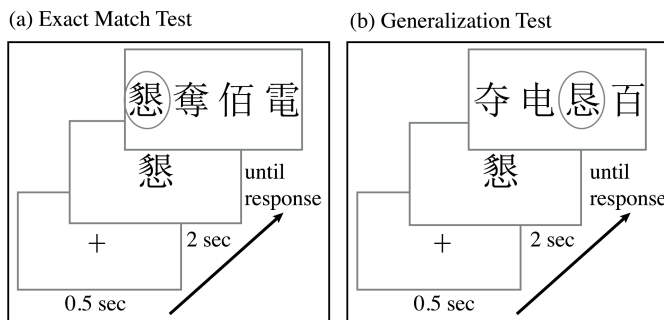 (a) Exact Match Test
懇 奪 佰 電
懇
until
response
+
2 sec
0.5 sec
(b) Generalization Test
夺 电 恳 百
懇
until
response
+
2 sec
0.5 sec